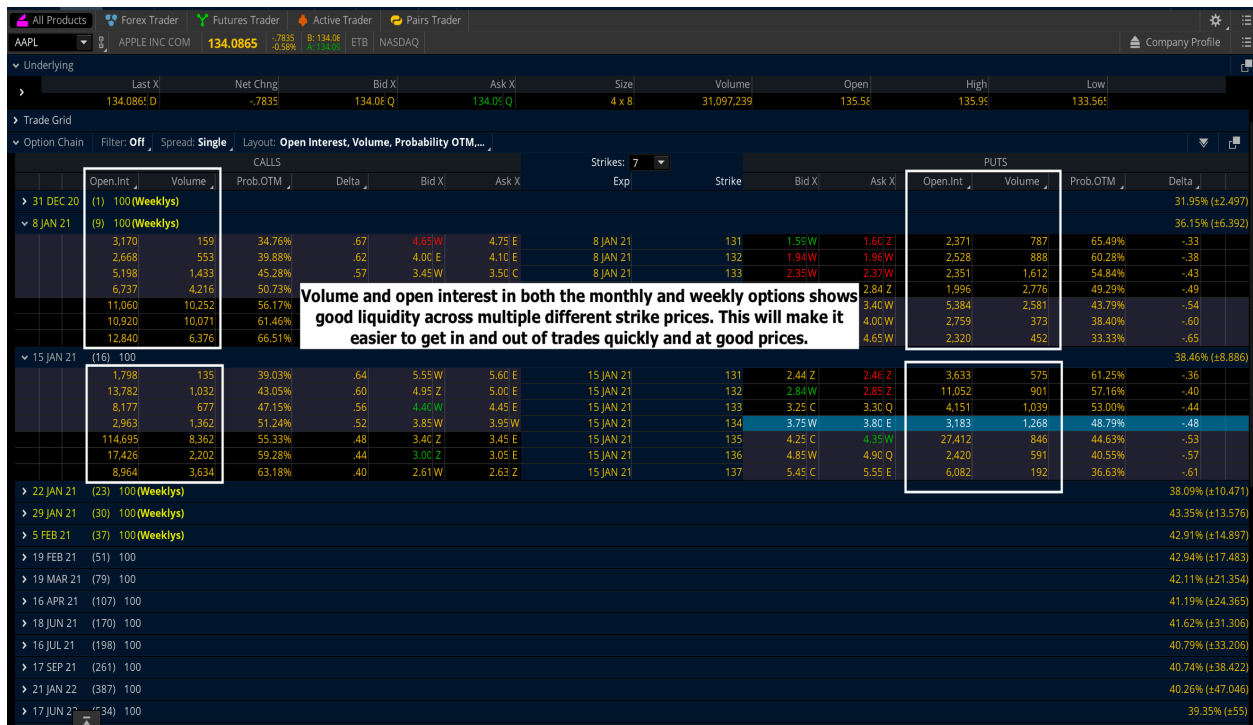 All Products Forex Trader Futures Trader Active Trader Pairs Trader
AAPL APPLE INC COM 134.0865 -.7835 -0.58% B: 134.08 A: 134.09 ETB NASDAQ Company Profile
Underlying
Last X Net Chng Bid X Ask X Size Volume Open High Low
134.0865 D -.7835 134.08 Q 134.09 Q 4 x 8 31,097,239 135.58 135.99 133.565
Trade Grid
Option Chain Filter: Off Spread: Single Layout: Open Interest, Volume, Probability OTM,...
CALLS Strikes: 7 PUTS
Open.Int Volume Prob.OTM Delta Bid X Ask X Exp Strike Bid X Ask X Open.Int Volume Prob.OTM Delta
31 DEC 20 (1) 100 (Weeklys) 31.95% (±2.497)
8 JAN 21 (9) 100 (Weeklys) 36.15% (±6.392)
3,170 159 34.76% .67 4.65 W 4.75 E 8 JAN 21 131 1.59 W 1.60 Z 2,371 787 65.49% -.33
2,668 553 39.88% .62 4.00 E 4.10 E 8 JAN 21 132 1.94 W 1.96 W 2,528 888 60.28% -.38
5,198 1,433 45.28% .57 3.45 W 3.50 C 8 JAN 21 133 2.35 W 2.37 W 2,351 1,612 54.84% -.43
6,737 4,216 50.73% 2.84 Z 1,996 2,776 49.29% -.49
11,060 10,252 56.17% 3.40 W 5,384 2,581 43.79% -.54
10,920 10,071 61.46% 4.00 W 2,759 373 38.40% -.60
12,840 6,376 66.51% 4.65 W 2,320 452 33.33% -.65
Volume and open interest in both the monthly and weekly options shows
good liquidity across multiple different strike prices. This will make it
easier to get in and out of trades quickly and at good prices.
15 JAN 21 (16) 100 38.46% (±8.886)
1,798 135 39.03% .64 5.55 W 5.60 E 15 JAN 21 131 2.44 Z 2.46 Z 3,633 575 61.25% -.36
13,782 1,032 43.05% .60 4.95 Z 5.00 E 15 JAN 21 132 2.84 W 2.85 Z 11,052 901 57.16% -.40
8,177 677 47.15% .56 4.40 W 4.45 E 15 JAN 21 133 3.25 C 3.30 Q 4,151 1,039 53.00% -.44
2,963 1,362 51.24% .52 3.85 W 3.95 W 15 JAN 21 134 3.75 W 3.80 E 3,183 1,268 48.79% -.48
114,695 8,362 55.33% .48 3.40 Z 3.45 E 15 JAN 21 135 4.25 C 4.35 W 27,412 846 44.63% -.53
17,426 2,202 59.28% .44 3.00 Z 3.05 E 15 JAN 21 136 4.85 W 4.90 Q 2,420 591 40.55% -.57
8,964 3,634 63.18% .40 2.61 W 2.63 Z 15 JAN 21 137 5.45 C 5.55 E 6,082 192 36.63% -.61
22 JAN 21 (23) 100 (Weeklys) 38.09% (±10.471)
29 JAN 21 (30) 100 (Weeklys) 43.35% (±13.576)
5 FEB 21 (37) 100 (Weeklys) 42.91% (±14.897)
19 FEB 21 (51) 100 42.94% (±17.483)
19 MAR 21 (79) 100 42.11% (±21.354)
16 APR 21 (107) 100 41.19% (±24.365)
18 JUN 21 (170) 100 41.62% (±31.306)
16 JUL 21 (198) 100 40.79% (±33.206)
17 SEP 21 (261) 100 40.74% (±38.422)
21 JAN 22 (387) 100 40.26% (±47.046)
17 JUN 100 39.35% (±55)